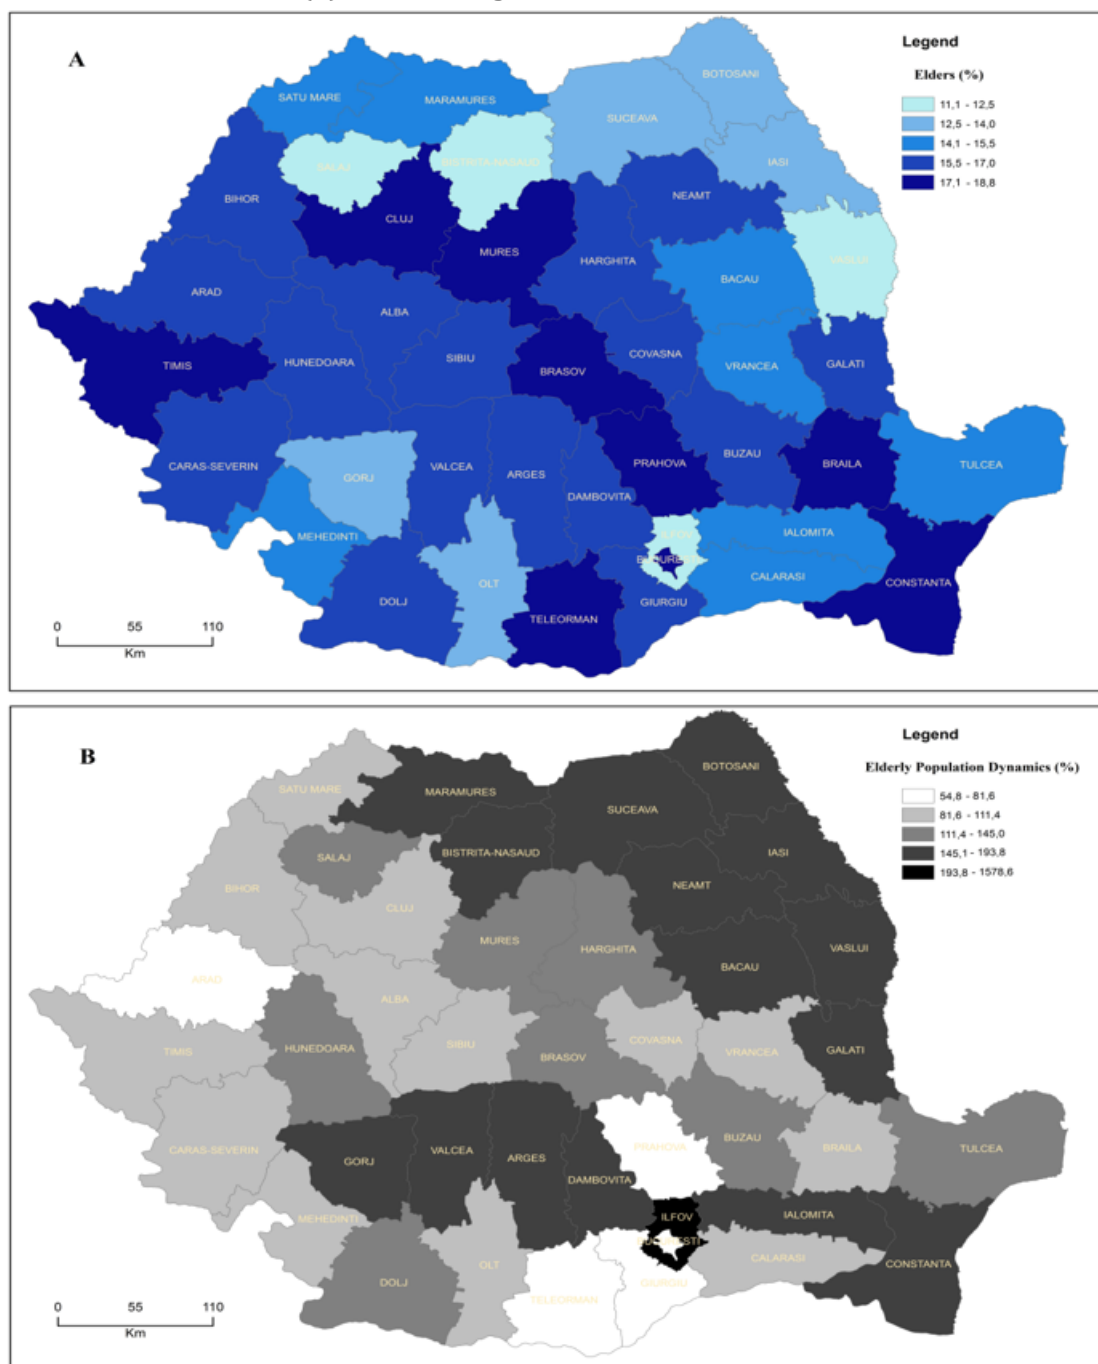 A
Legend
Elders (%)
11,1 - 12,5
12,5 - 14,0
14,1 - 15,5
15,5 - 17,0
17,1 - 18,8
BOTOSANI
SATU MARE
MARAMURES
SUCEAVA
IASI
SALAJ
BISTRITA-NASAUD
NEAMT
BIHOR
CLUJ
MURES
HARGHITA
VASLUI
BACAU
ARAD
ALBA
COVASNA
SIBIU
HUNEDOARA
TIMIS
BRASOV
VRANCEA
GALATI
CARAS-SEVERIN
GORJ
VALCEA
ARGES
PRAHOVA
BUZAU
BRAILA
TULCEA
DAMBOVITA
MEHEDINTI
ILFOV
IALOMITA
BUCURESTI
CALARASI
CONSTANTA
OLT
DOLJ
GIURGIU
TELEORMAN
0 55 110
Km
B
Legend
Elderly Population Dynamics (%)
54,8 - 81,6
81,6 - 111,4
111,4 - 145,0
145,1 - 193,8
193,8 - 1578,6
BOTOSANI
SATU MARE
MARAMURES
SUCEAVA
IASI
SALAJ
BISTRITA-NASAUD
NEAMT
BIHOR
CLUJ
MURES
HARGHITA
VASLUI
BACAU
ARAD
ALBA
COVASNA
SIBIU
HUNEDOARA
TIMIS
BRASOV
VRANCEA
GALATI
CARAS-SEVERIN
GORJ
VALCEA
ARGES
PRAHOVA
BUZAU
BRAILA
TULCEA
DAMBOVITA
MEHEDINTI
ILFOV
IALOMITA
BUCURESTI
CALARASI
CONSTANTA
OLT
DOLJ
GIURGIU
TELEORMAN
0 55 110
Km